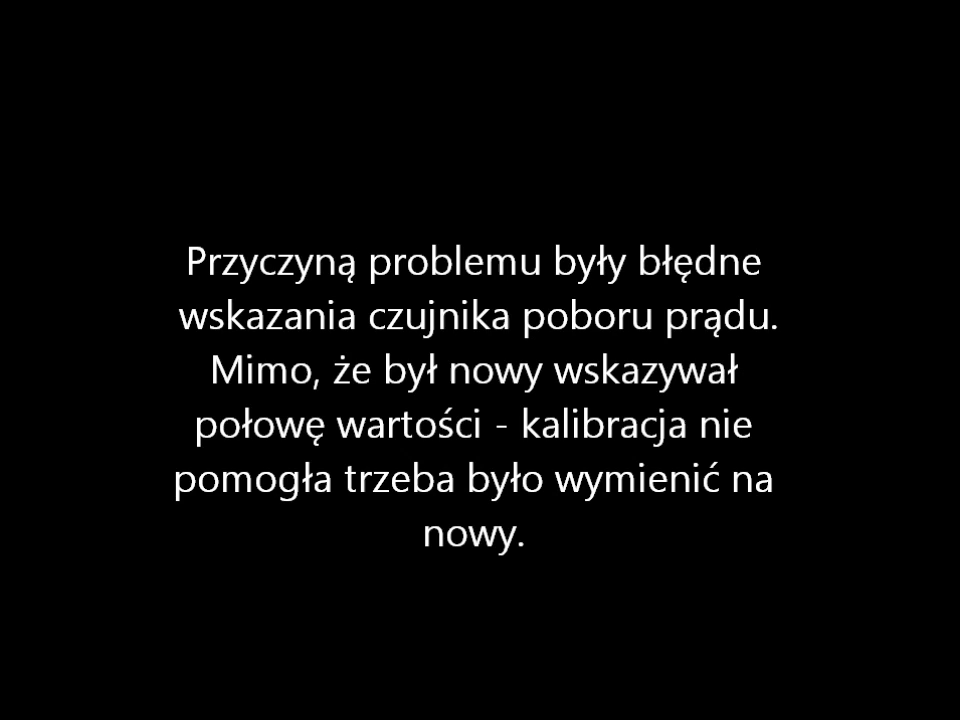 Przyczyną problemu były błędne
wskazania czujnika poboru prądu.
Mimo, że był nowy wskazywał
połowę wartości - kalibracja nie
pomogła trzeba było wymienić na
nowy.